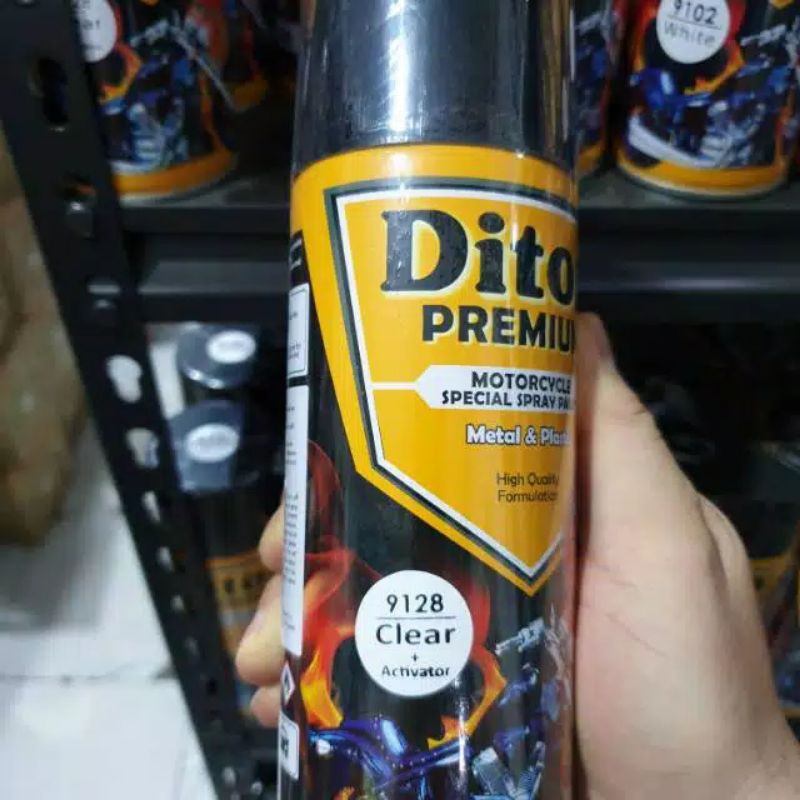 Dito
PREMIU
MOTORCYCLE
SPECIAL SPRAY PA
Metal & Plast
High Quality
Formulation
9128
Clear
+
Activator
9102
White